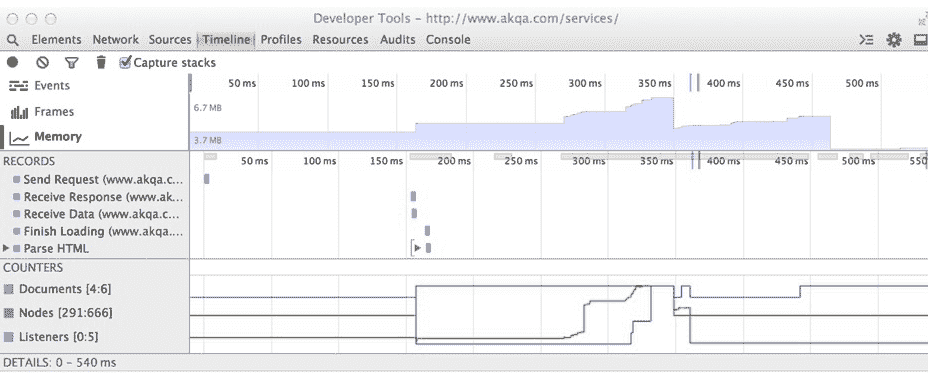 Developer Tools - http://www.akqa.com/services/
Elements Network Sources Timeline Profiles Resources Audits Console
Capture stacks
Events
Frames
Memory
50 ms 100 ms 150 ms 200 ms 250 ms 300 ms 350 ms 400 ms 450 ms 500 ms
6.7 MB
3.7 MB
RECORDS
50 ms 100 ms 150 ms 200 ms 250 ms 300 ms 350 ms 400 ms 450 ms 500 ms 550
Send Request (www.akqa.c...
Receive Response (www.ak...
Receive Data (www.akqa.c...
Finish Loading (www.akqa....
Parse HTML
COUNTERS
Documents [4:6]
Nodes [291:666]
Listeners [0:5]
DETAILS: 0 – 540 ms